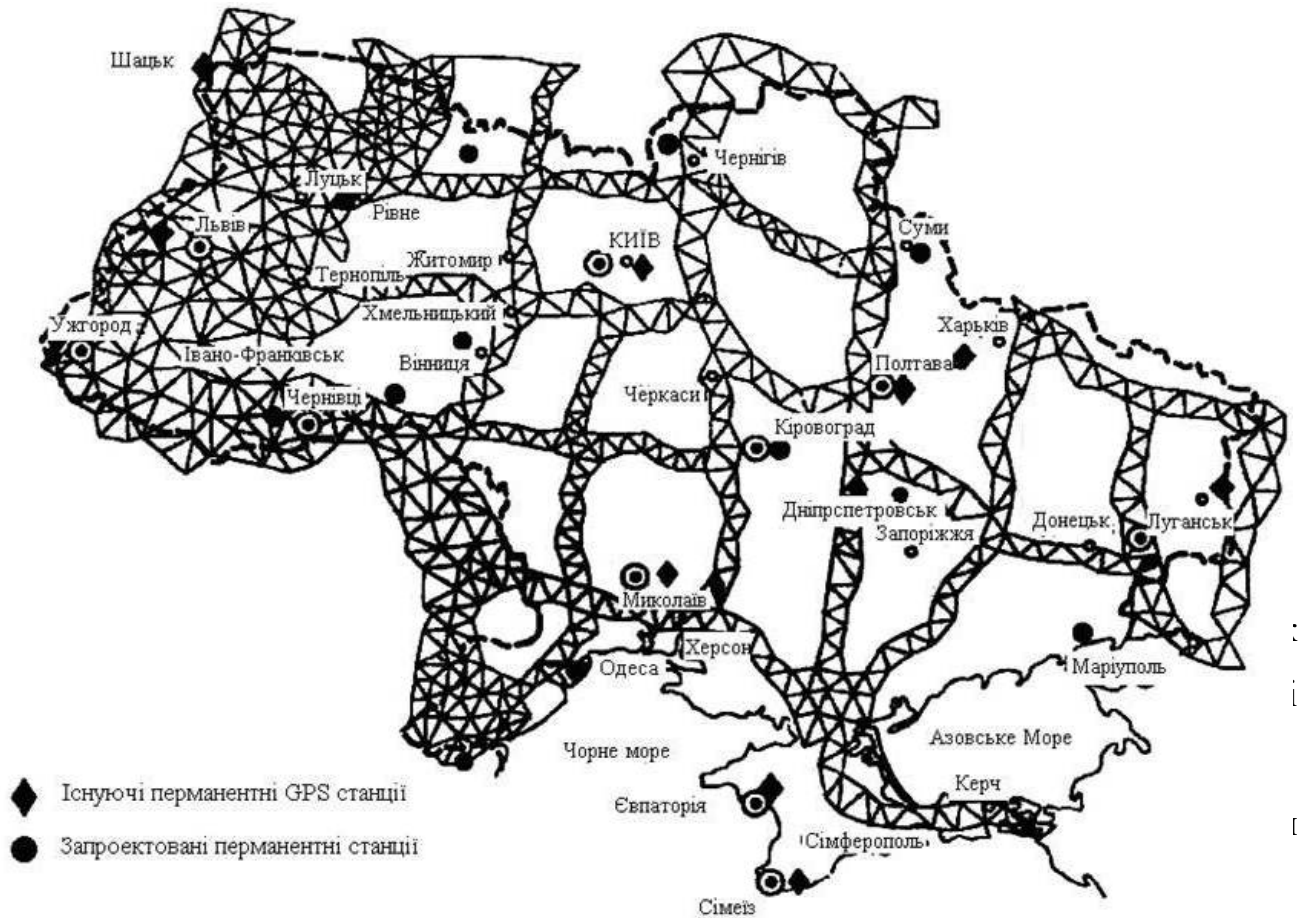 Шацьк
Чернігів
Луцьк
Рівне
Львів
КИЇВ
Суми
Житомир
Тернопіль
Хмельницький
Ужгород
Харьків
Івано-Франківськ
Вінниця
Полтава
Чернівці
Черкаси
Кіровоград
Дніпрспетровськ
Запоріжжя
Донецьк
Луганськ
Миколаїв
Херсон
Одеса
Маріуполь
Чорне море
Азовське Море
Керч
Існуючі перманентні GPS станції
Євпаторія
Запроектовані перманентні станції
Сімферополь
Сімеїз